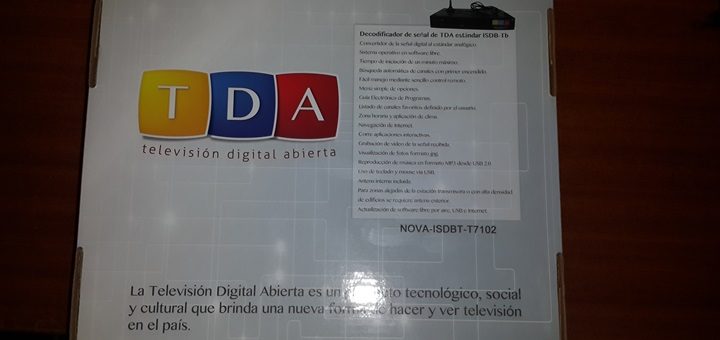 Decodificador de señal de TDA estándar ISDB-Tb
Convertidor de la señal digital al estándar analógico.
Sistema operativo en software libre.
Tiempo de iniciación de un minuto máximo.
Búsqueda automática de canales con primer encendido.
Fácil manejo mediante sencillo control remoto.
Menú simple de opciones.
Guía Electrónica de Programas.
Listado de canales favoritos definido por el usuario.
Zona horaria y aplicación de clima.
Navegación de Internet.
Corre aplicaciones interactivas.
Grabación de video de la señal recibida.
Visualización de fotos formato jpg.
Reproducción de música en formato MP3 desde USB 2.0.
Uso de teclado y mouse vía USB.
Antena interna incluida.
Para zonas alejadas de la estación transmisora o con alta densidad
de edificios se requiere antena exterior.
Actualización de software libre por aire, USB o Internet.
TDA
televisión digital abierta
NOVA-ISDBT-T7102
La Televisión Digital Abierta es un tecnológico, social
y cultural que brinda una nueva forma de hacer y ver televisión
en el país.